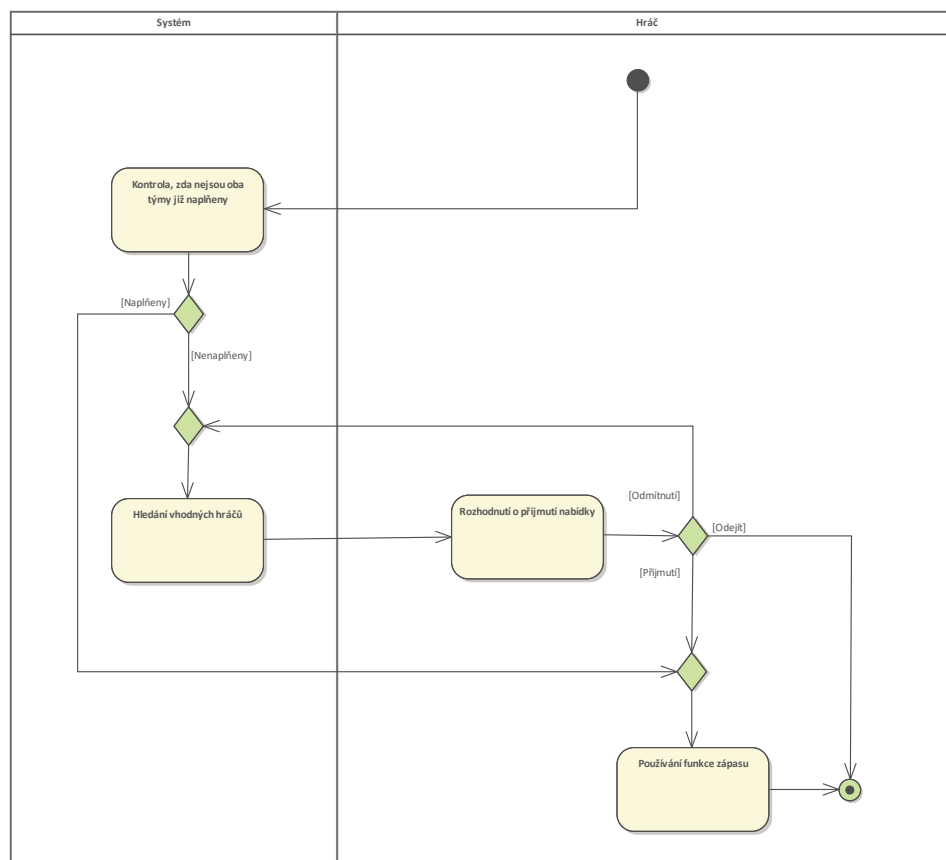 Systém
Hráč
Kontrola, zda nejsou oba
týmy již naplňeny
[Naplňeny]
[Nenaplňeny]
[Odmítnutí]
Hledání vhodných hráčů
Rozhodnutí o přijmutí nabídky
[Odejít]
[Přijmutí]
Používání funkce zápasu